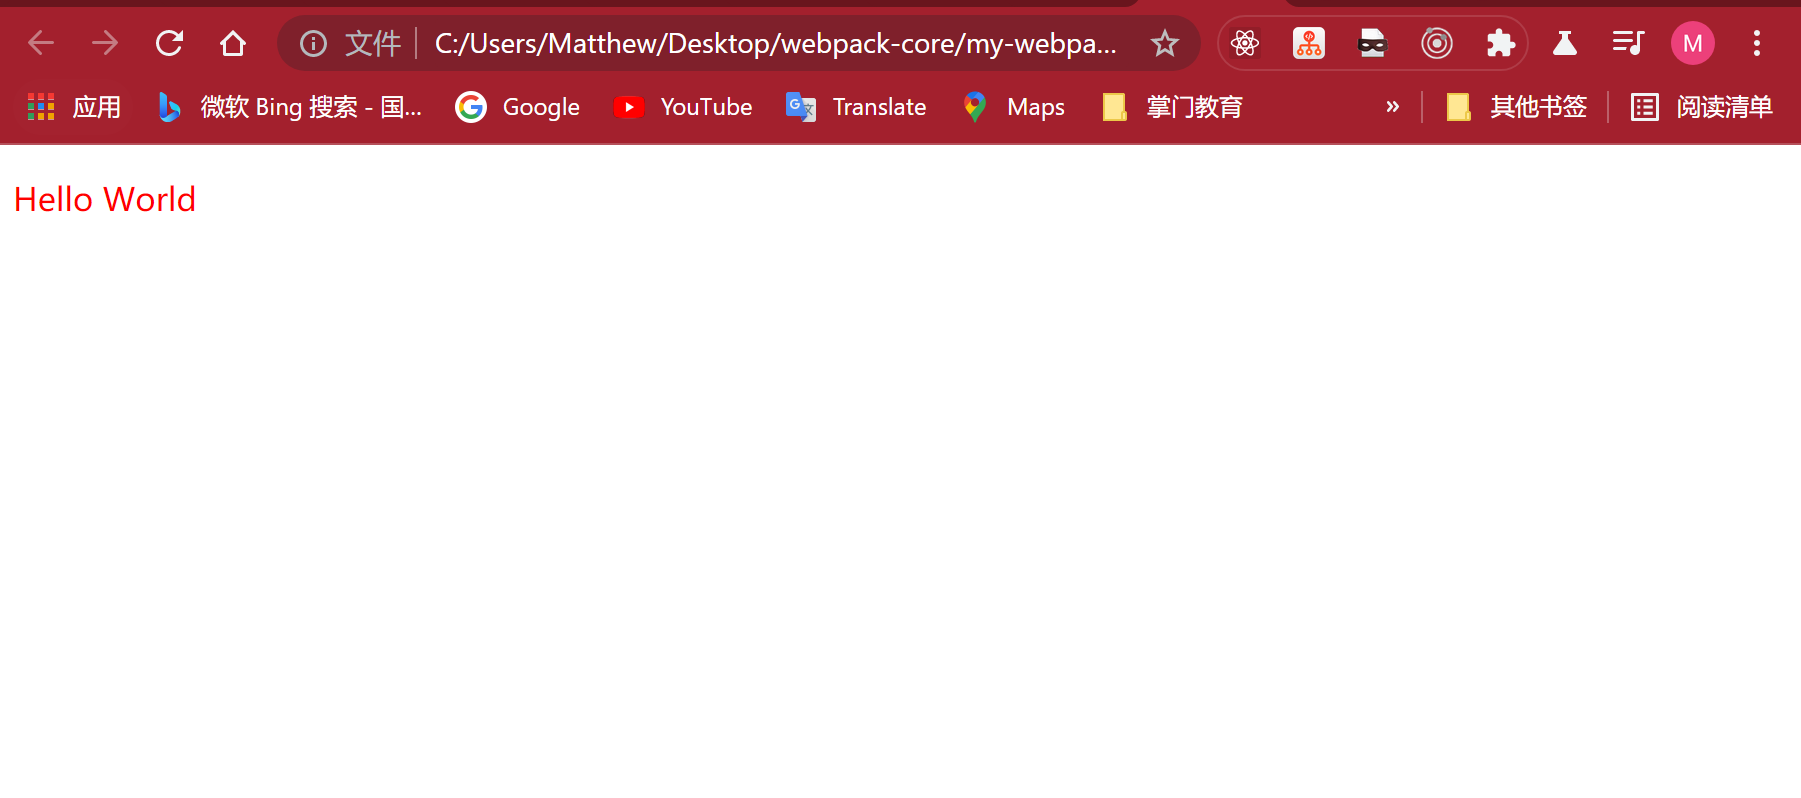 文件 C:/Users/Matthew/Desktop/webpack-core/my-webpa... M
应用 微软 Bing 搜索 - 国... Google YouTube Translate Maps 掌门教育 » 其他书签 阅读清单
Hello World